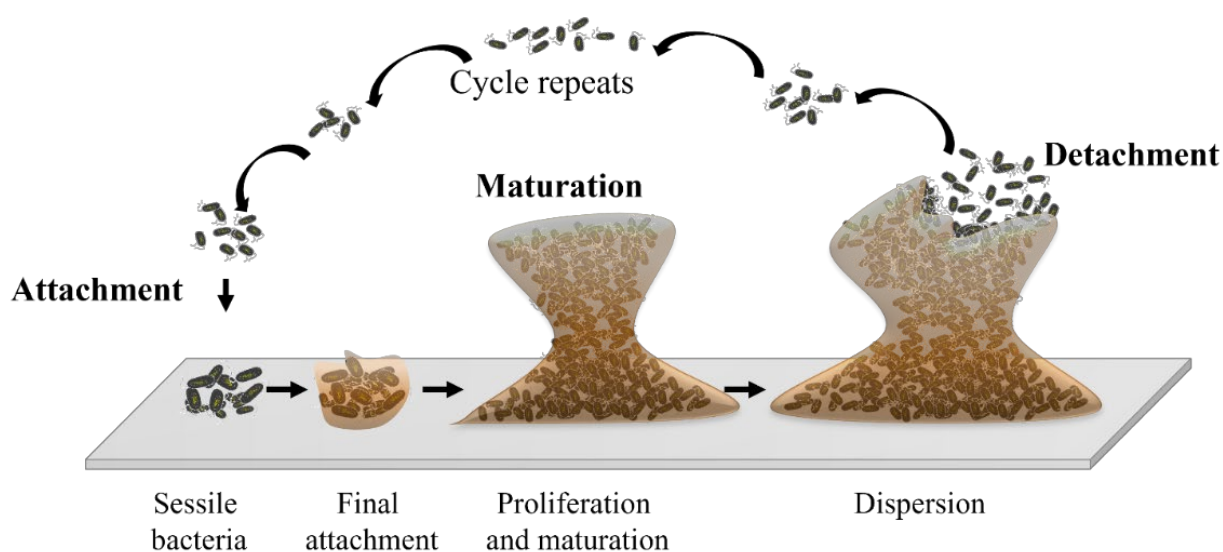 Cycle repeats
Detachment
Maturation
Attachment
Sessile
bacteria
Final
attachment
Proliferation
and maturation
Dispersion